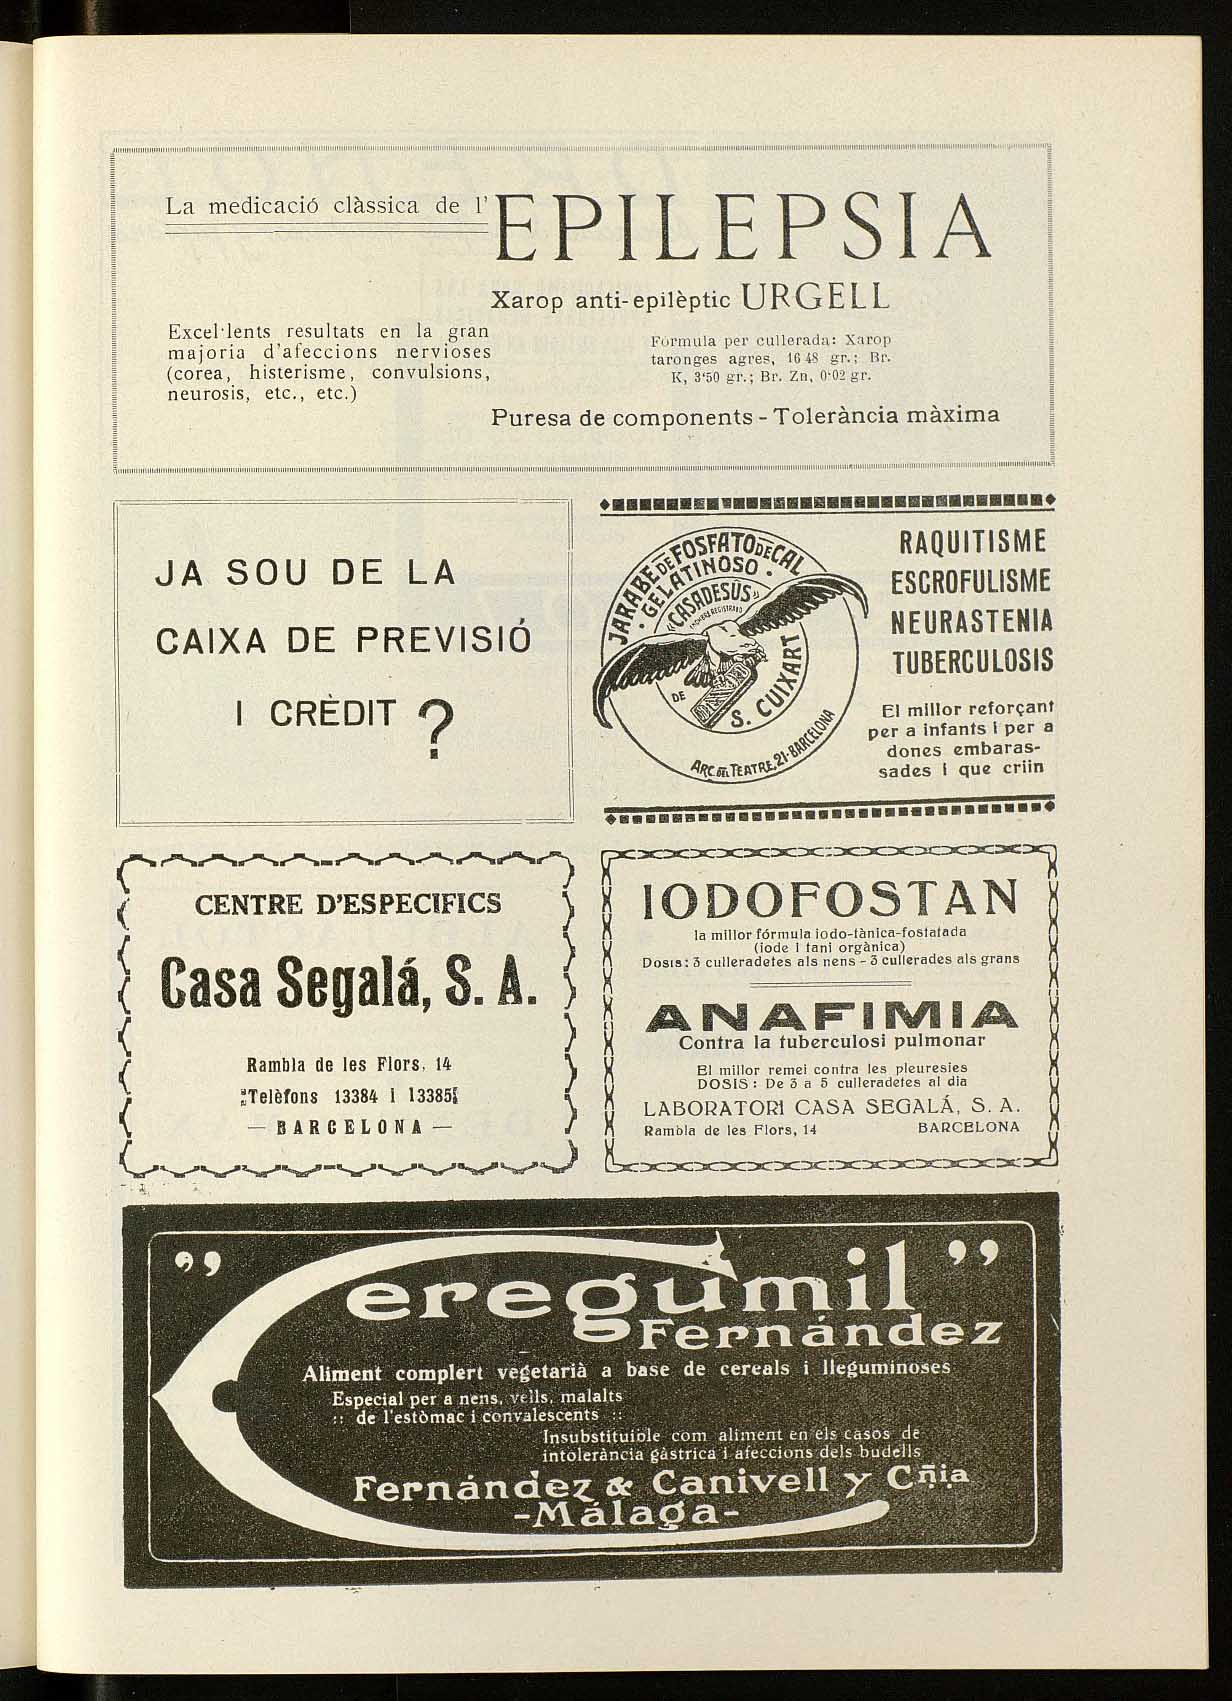 La medicació clàssica de l'
EPILEPSIA
Xarop anti-epilèptic URGELL
Excel·lents resultats en la gran
majoria d'afeccions nervioses
(corea, histerisme, convulsions,
neurosis, etc., etc.)
Fórmula per cullerada: Xarop
taronges agres, 16'48 gr.; Br.
K, 3'50 gr.; Br. Zn, 0'02 gr.
Puresa de components - Tolerància màxima
JA SOU DE LA
CAIXA DE PREVISIÓ
I CRÈDIT ?
JARABE DE FOSFATO DE CAL
GELATINOSO
"CASADESÚS"
NOMBRE REGISTRADO
DE
S. CUIXART
ARC DEL TEATRE, 21-BARCELONA
RAQUITISME
ESCROFULISME
NEURASTENIA
TUBERCULOSIS
El millor reforçant
per a infants i per a
dones embaras-
sades i que criin
CENTRE D'ESPECIFICS
Casa Segalá, S. A.
Rambla de les Flors, 14
Telèfons 13384 i 13385
— BARCELONA —
IODOFOSTAN
la millor fórmula iodo-tànica-fosfatada
(iode i taní orgànica)
Dosis: 3 culleradetes als nens - 3 cullerades als grans
ANAFIMIA
Contra la tuberculosi pulmonar
El millor remei contra les pleuresies
DOSIS: De 3 a 5 culleradetes al dia
LABORATORI CASA SEGALÁ, S. A.
Rambla de les Flors, 14 BARCELONA
"Ceregumil"
Fernández
Aliment complert vegetarià a base de cereals i lleguminoses
Especial per a nens, vells, malalts
:: de l'estòmac i convalescents ::
Insubstituible com aliment en els casos de
intolerància gàstrica i afeccions dels budells
Fernández & Canivell y Cñia
-Málaga-